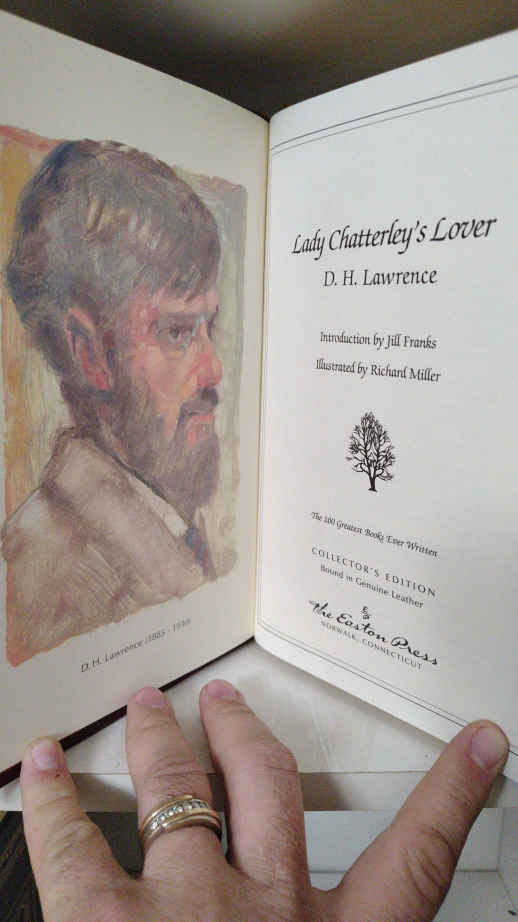 D. H. Lawrence (1885 - 1930)
Lady Chatterley's Lover
D. H. Lawrence
Introduction by Jill Franks
Illustrated by Richard Miller
The 100 Greatest Books Ever Written
COLLECTOR'S EDITION
Bound in Genuine Leather
The Easton Press
NORWALK, CONNECTICUT